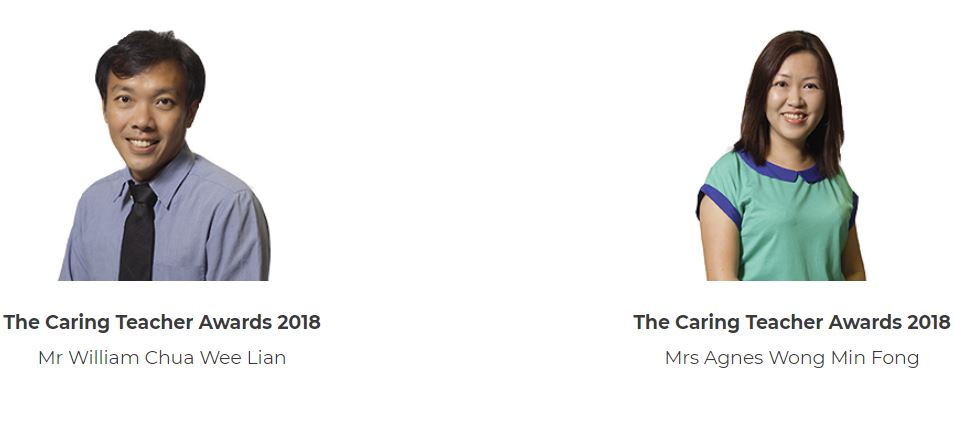 The Caring Teacher Awards 2018
Mr William Chua Wee Lian
The Caring Teacher Awards 2018
Mrs Agnes Wong Min Fong